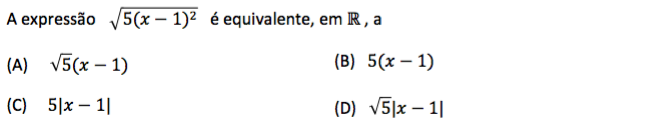 A expressão √(5(x − 1)²) é equivalente, em ℝ , a
(A) √5(x − 1) (B) 5(x − 1)
(C) 5|x − 1| (D) √5|x − 1|